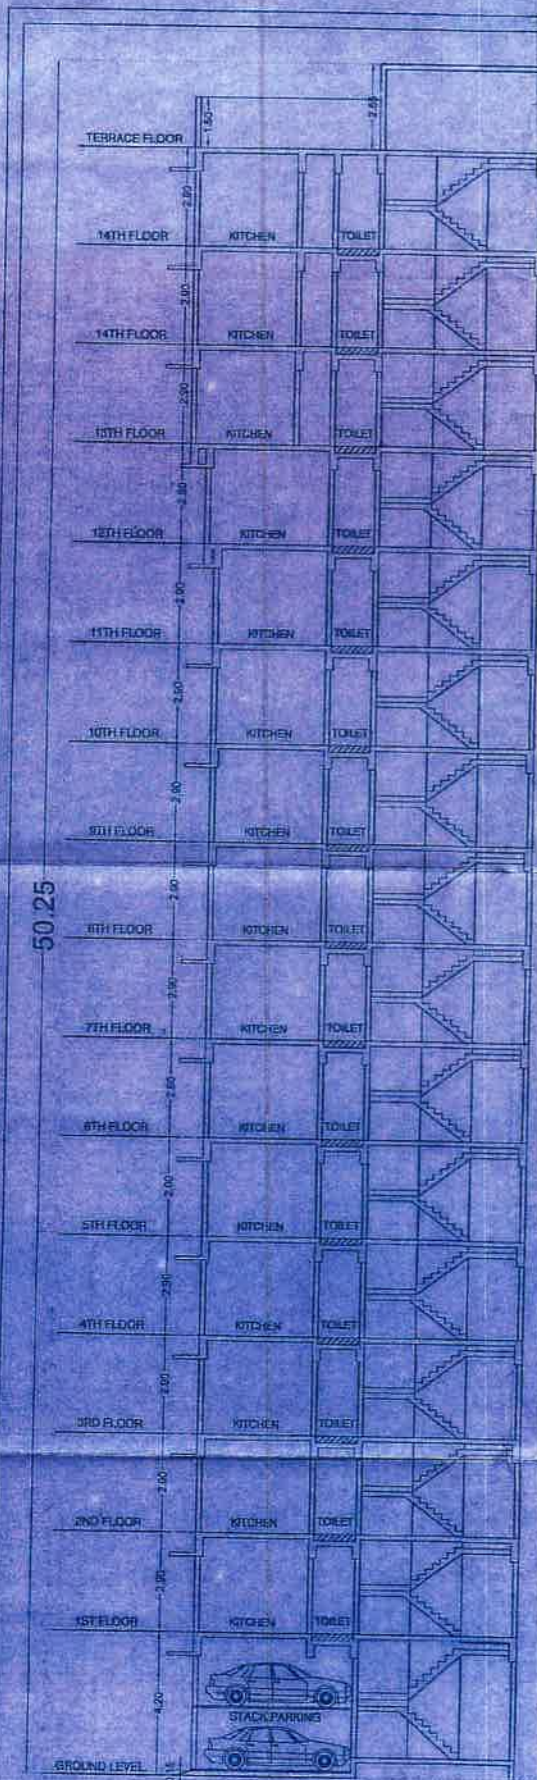 1.50
2.65
TERRACE FLOOR
2.90
14TH FLOOR KITCHEN TOILET
2.90
14TH FLOOR KITCHEN TOILET
2.90
13TH FLOOR KITCHEN TOILET
2.90
12TH FLOOR KITCHEN TOILET
2.90
11TH FLOOR KITCHEN TOILET
2.90
10TH FLOOR KITCHEN TOILET
2.90
9TH FLOOR KITCHEN TOILET
50.25
2.90
8TH FLOOR KITCHEN TOILET
2.90
7TH FLOOR KITCHEN TOILET
2.90
6TH FLOOR KITCHEN TOILET
2.90
5TH FLOOR KITCHEN TOILET
2.90
4TH FLOOR KITCHEN TOILET
2.90
3RD FLOOR KITCHEN TOILET
2.90
2ND FLOOR KITCHEN TOILET
2.90
1ST FLOOR KITCHEN TOILET
4.20
STACK PARKING
GROUND LEVEL